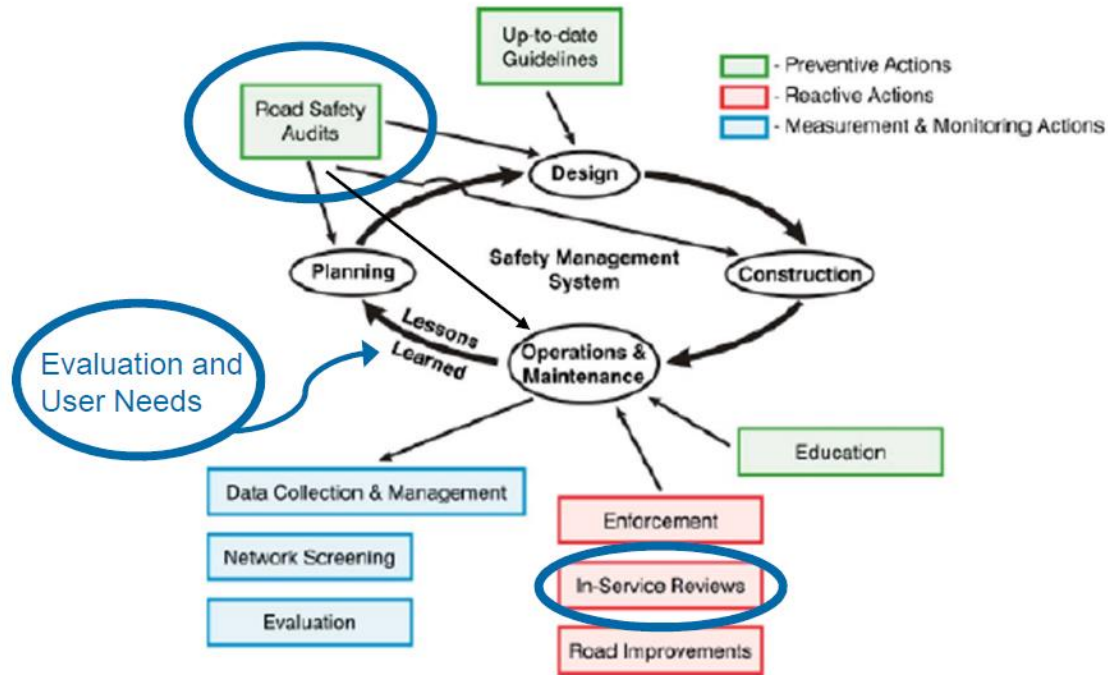 Up-to-date
Guidelines
- Preventive Actions
- Reactive Actions
- Measurement & Monitoring Actions
Road Safety
Audits
Design
Planning
Safety Management
System
Construction
Lessons
Learned
Operations &
Maintenance
Evaluation and
User Needs
Education
Data Collection & Management
Enforcement
Network Screening
In-Service Reviews
Evaluation
Road Improvements